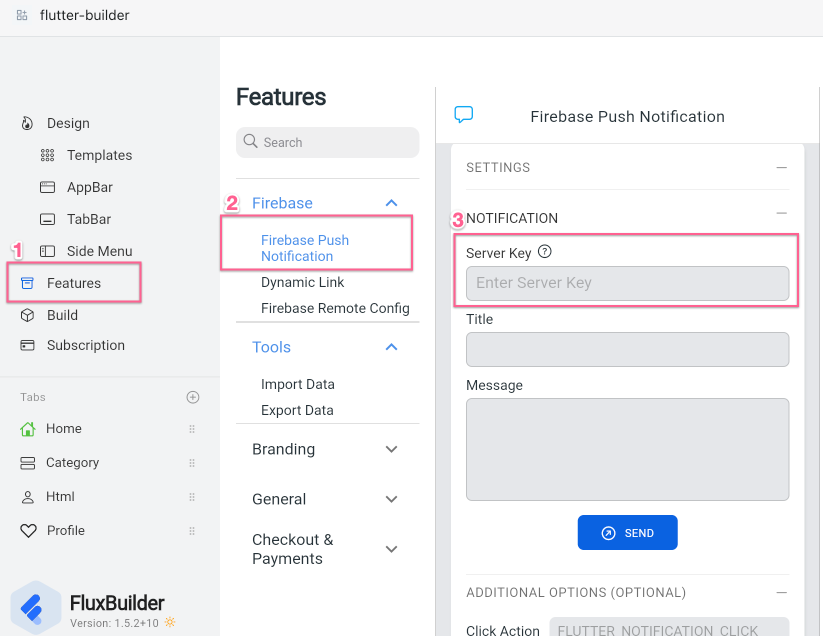 flutter-builder
Design
Templates
AppBar
TabBar
1
Side Menu
Features
Build
Subscription
Tabs
Home
Category
Html
Profile
FluxBuilder
Version: 1.5.2+10
Features
Search
2
Firebase
Firebase Push
Notification
Dynamic Link
Firebase Remote Config
Tools
Import Data
Export Data
Branding
General
Checkout &
Payments
Firebase Push Notification
SETTINGS
3
NOTIFICATION
Server Key ?
Enter Server Key
Title
Message
SEND
ADDITIONAL OPTIONS (OPTIONAL)
Click Action
FLUTTER_NOTIFICATION_CLICK